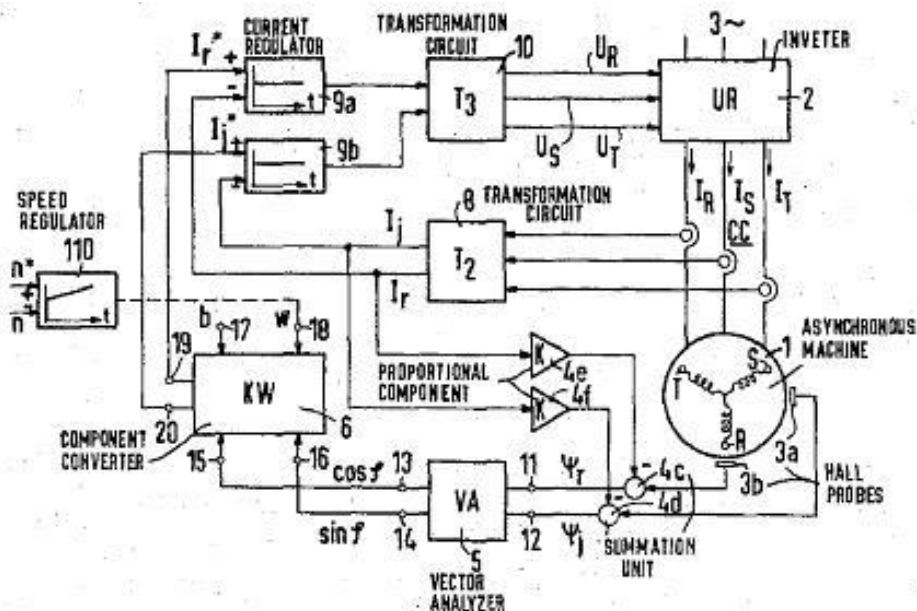 CURRENT
REGULATOR
TRANSFORMATION
CIRCUIT
3~
INVETER
Ir* +
-
t
9a
10
T3
UR
US
UT
UR
2
Ij*
+
9b
t
IR
IS
IT
CC
SPEED
REGULATOR
110
n*
+
n
t
Ij
Ir
TRANSFORMATION
CIRCUIT
8
T2
b
17
w
18
19
20
KW
6
COMPONENT
CONVERTER
15
16
PROPORTIONAL
COMPONENT
K
4e
K
4f
ASYNCHRONOUS
MACHINE
1
S
T
R
3a
3b
HALL
PROBES
cos φ
13
sin φ
14
VA
5
VECTOR
ANALYZER
11
Ψr
12
Ψj
-
4c
-
4d
SUMMATION
UNIT